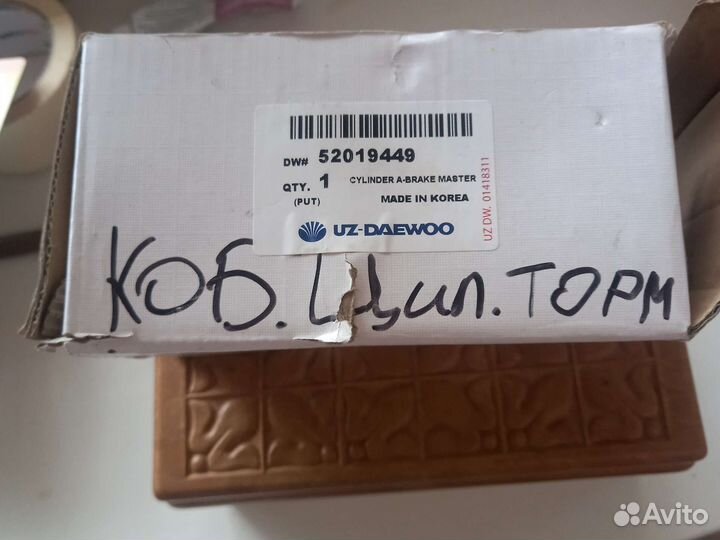 DW# 52019449
QTY. 1 CYLINDER A-BRAKE MASTER
(PUT) MADE IN KOREA
UZ-DAEWOO
UZ DW. 01418311
КОБ. Цил. ТОРМ
Avito